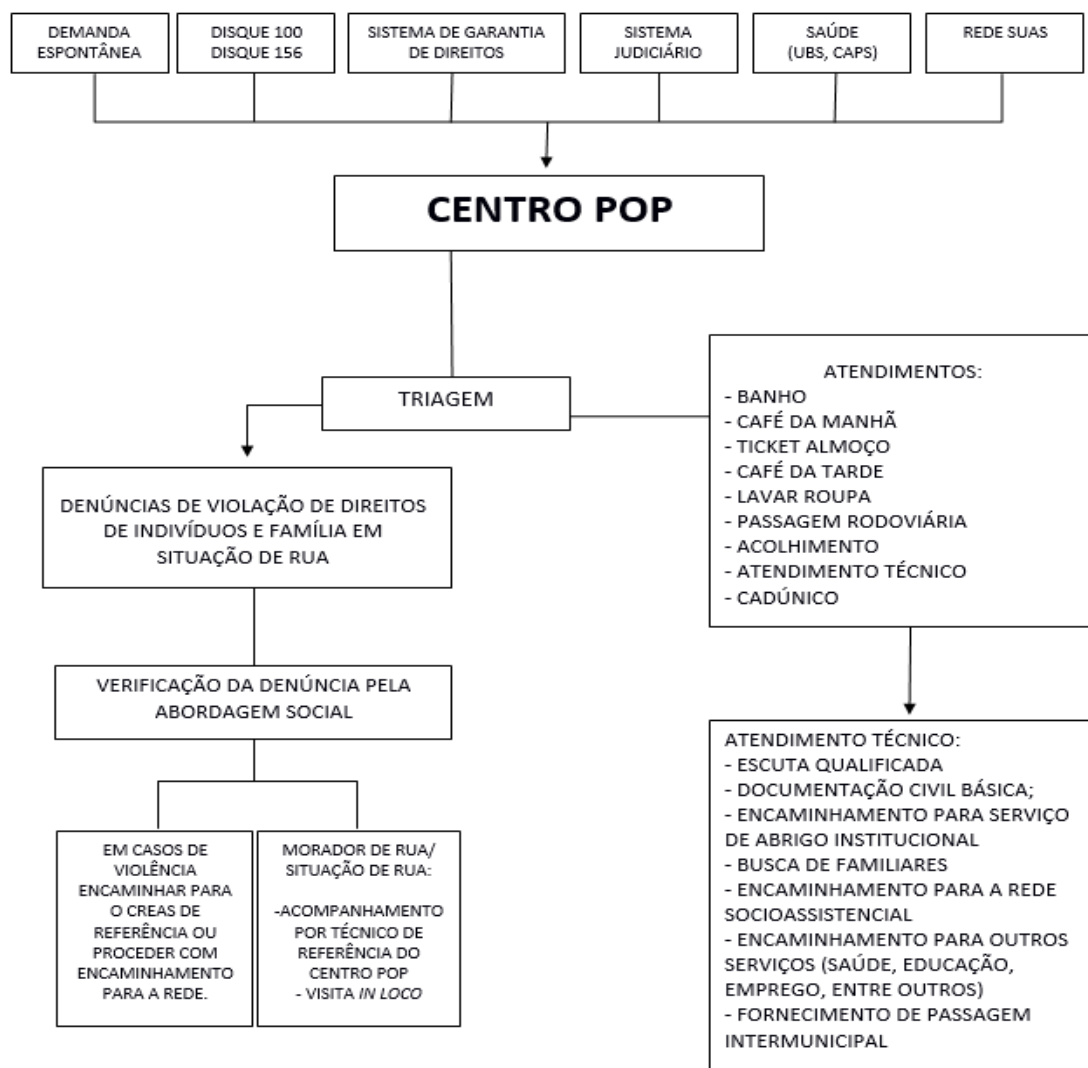 DEMANDA
ESPONTÂNEA
DISQUE 100
DISQUE 156
SISTEMA DE GARANTIA
DE DIREITOS
SISTEMA
JUDICIÁRIO
SAÚDE
(UBS, CAPS)
REDE SUAS
CENTRO POP
TRIAGEM
ATENDIMENTOS:
- BANHO
- CAFÉ DA MANHÃ
- TICKET ALMOÇO
- CAFÉ DA TARDE
- LAVAR ROUPA
- PASSAGEM RODOVIÁRIA
- ACOLHIMENTO
- ATENDIMENTO TÉCNICO
- CADÚNICO
DENÚNCIAS DE VIOLAÇÃO DE DIREITOS
DE INDIVÍDUOS E FAMÍLIA EM
SITUAÇÃO DE RUA
VERIFICAÇÃO DA DENÚNCIA PELA
ABORDAGEM SOCIAL
EM CASOS DE
VIOLÊNCIA
ENCAMINHAR PARA
O CREAS DE
REFERÊNCIA OU
PROCEDER COM
ENCAMINHAMENTO
PARA A REDE.
MORADOR DE RUA/
SITUAÇÃO DE RUA:
-ACOMPANHAMENTO
POR TÉCNICO DE
REFERÊNCIA DO
CENTRO POP
- VISITA IN LOCO
ATENDIMENTO TÉCNICO:
- ESCUTA QUALIFICADA
- DOCUMENTAÇÃO CIVIL BÁSICA;
- ENCAMINHAMENTO PARA SERVIÇO
DE ABRIGO INSTITUCIONAL
- BUSCA DE FAMILIARES
- ENCAMINHAMENTO PARA A REDE
SOCIOASSISTENCIAL
- ENCAMINHAMENTO PARA OUTROS
SERVIÇOS (SAÚDE, EDUCAÇÃO,
EMPREGO, ENTRE OUTROS)
- FORNECIMENTO DE PASSAGEM
INTERMUNICIPAL